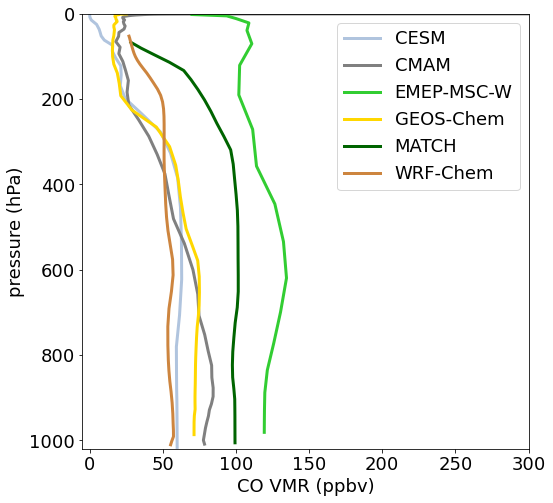 0
200
400
600
800
1000
pressure (hPa)
CESM
CMAM
EMEP-MSC-W
GEOS-Chem
MATCH
WRF-Chem
0 50 100 150 200 250 300
CO VMR (ppbv)